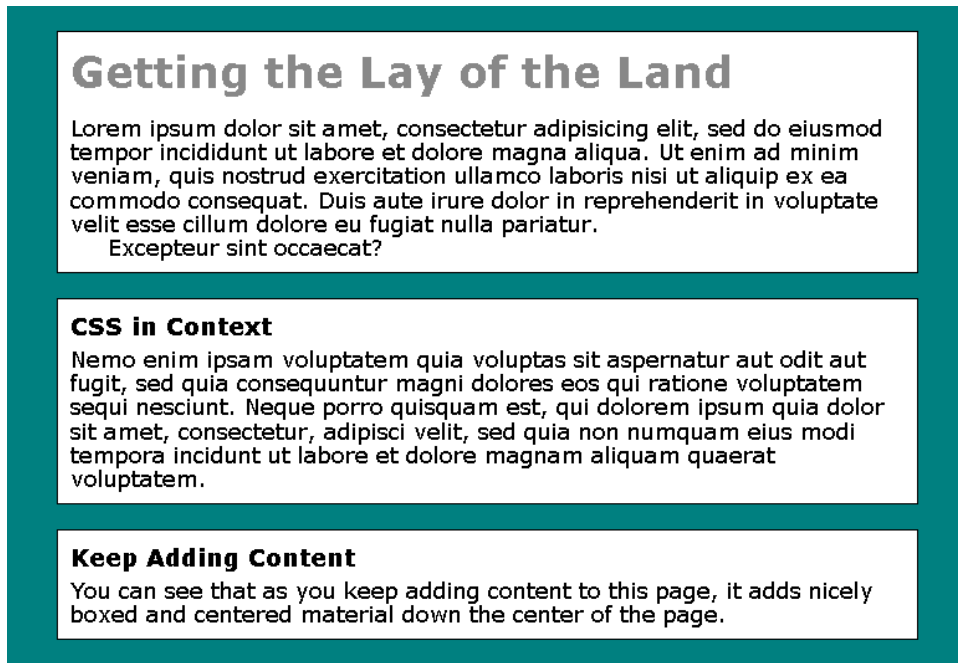 Getting the Lay of the Land
Lorem ipsum dolor sit amet, consectetur adipisicing elit, sed do eiusmod
tempor incididunt ut labore et dolore magna aliqua. Ut enim ad minim
veniam, quis nostrud exercitation ullamco laboris nisi ut aliquip ex ea
commodo consequat. Duis aute irure dolor in reprehenderit in voluptate
velit esse cillum dolore eu fugiat nulla pariatur.
Excepteur sint occaecat?
CSS in Context
Nemo enim ipsam voluptatem quia voluptas sit aspernatur aut odit aut
fugit, sed quia consequuntur magni dolores eos qui ratione voluptatem
sequi nesciunt. Neque porro quisquam est, qui dolorem ipsum quia dolor
sit amet, consectetur, adipisci velit, sed quia non numquam eius modi
tempora incidunt ut labore et dolore magnam aliquam quaerat
voluptatem.
Keep Adding Content
You can see that as you keep adding content to this page, it adds nicely
boxed and centered material down the center of the page.